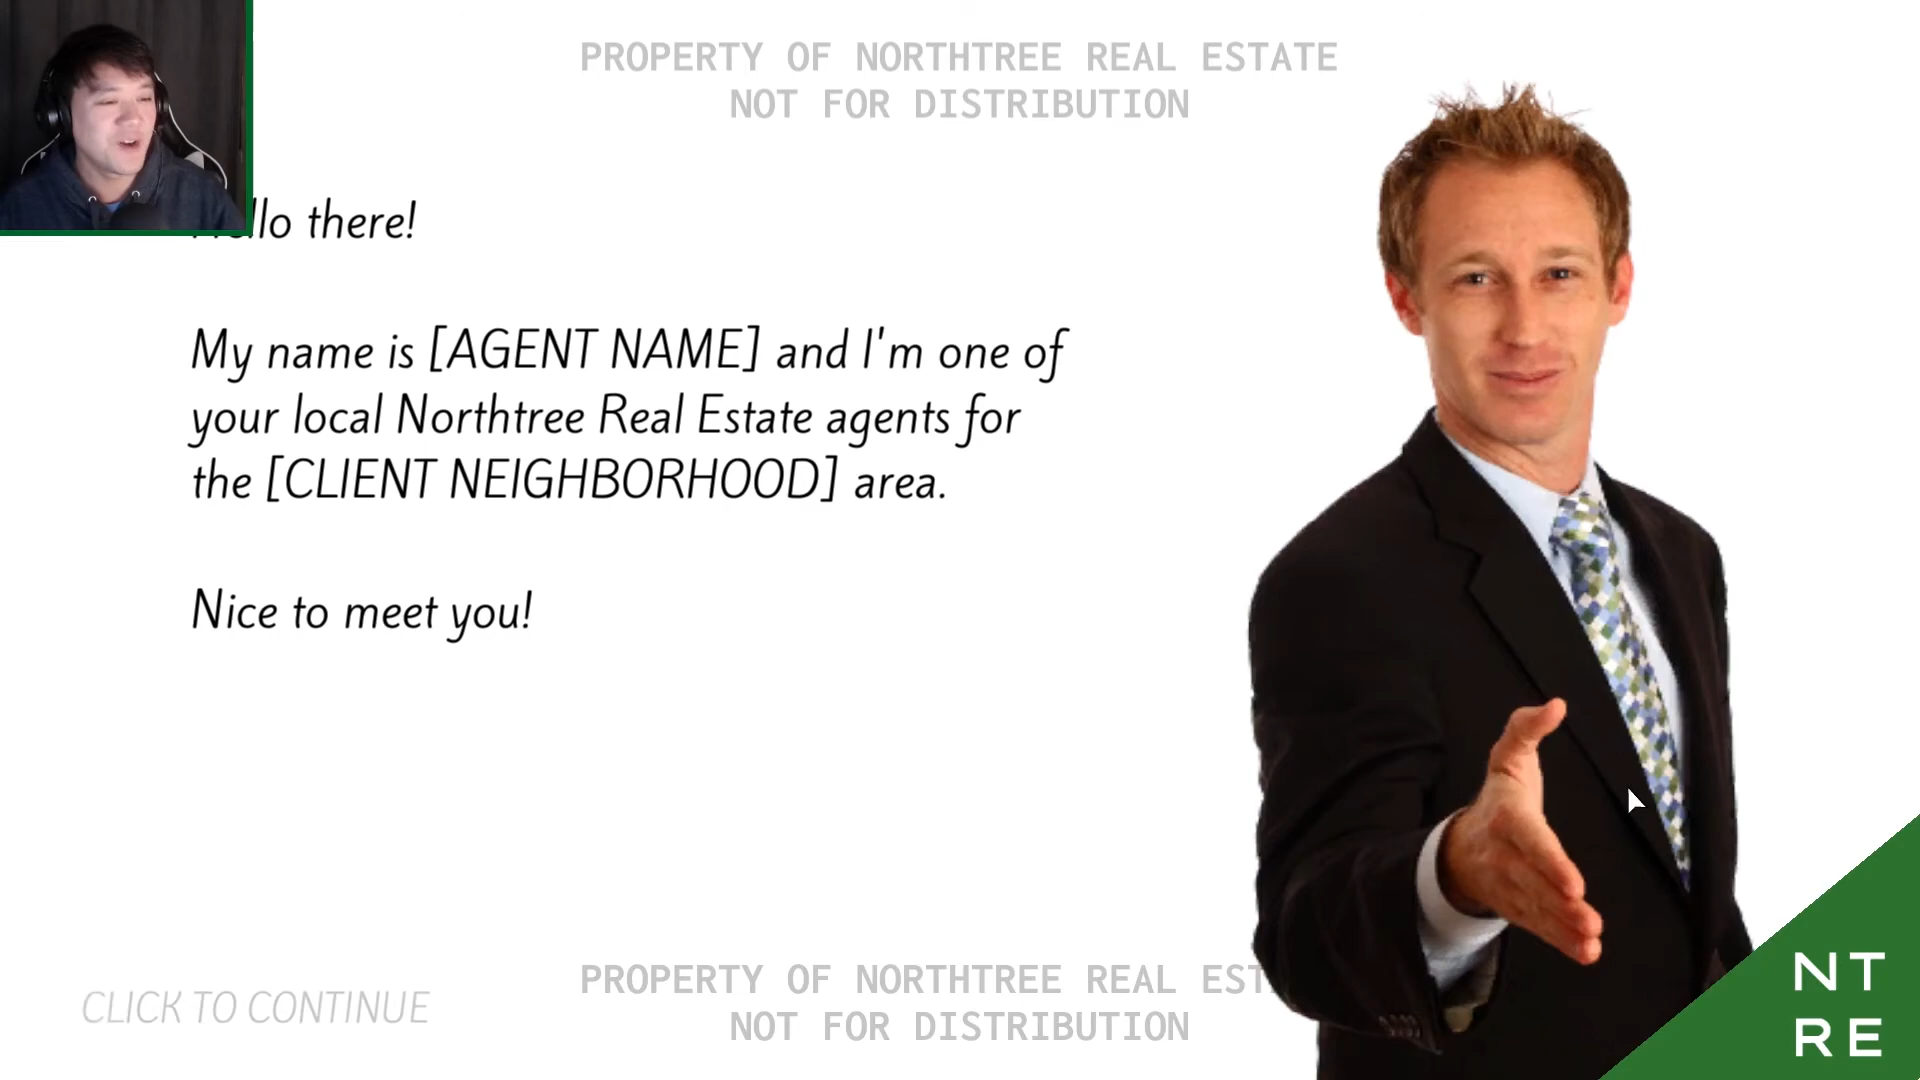 PROPERTY OF NORTHTREE REAL ESTATE
NOT FOR DISTRIBUTION
Hello there!
My name is [AGENT NAME] and I'm one of
your local Northtree Real Estate agents for
the [CLIENT NEIGHBORHOOD] area.
Nice to meet you!
PROPERTY OF NORTHTREE REAL EST
NOT FOR DISTRIBUTION
CLICK TO CONTINUE
NT
RE